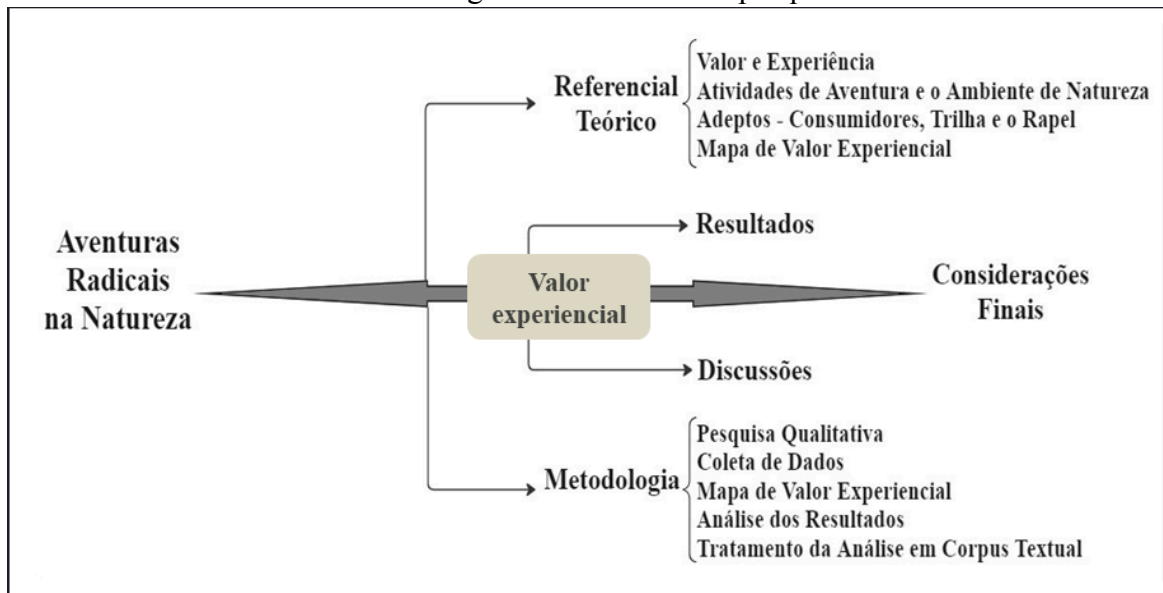 Referencial
Teórico
Valor e Experiência
Atividades de Aventura e o Ambiente de Natureza
Adeptos - Consumidores, Trilha e o Rapel
Mapa de Valor Experiencial
Aventuras
Radicais
na Natureza
Resultados
Valor
experiencial
Considerações
Finais
Discussões
Metodologia
Pesquisa Qualitativa
Coleta de Dados
Mapa de Valor Experiencial
Análise dos Resultados
Tratamento da Análise em Corpus Textual